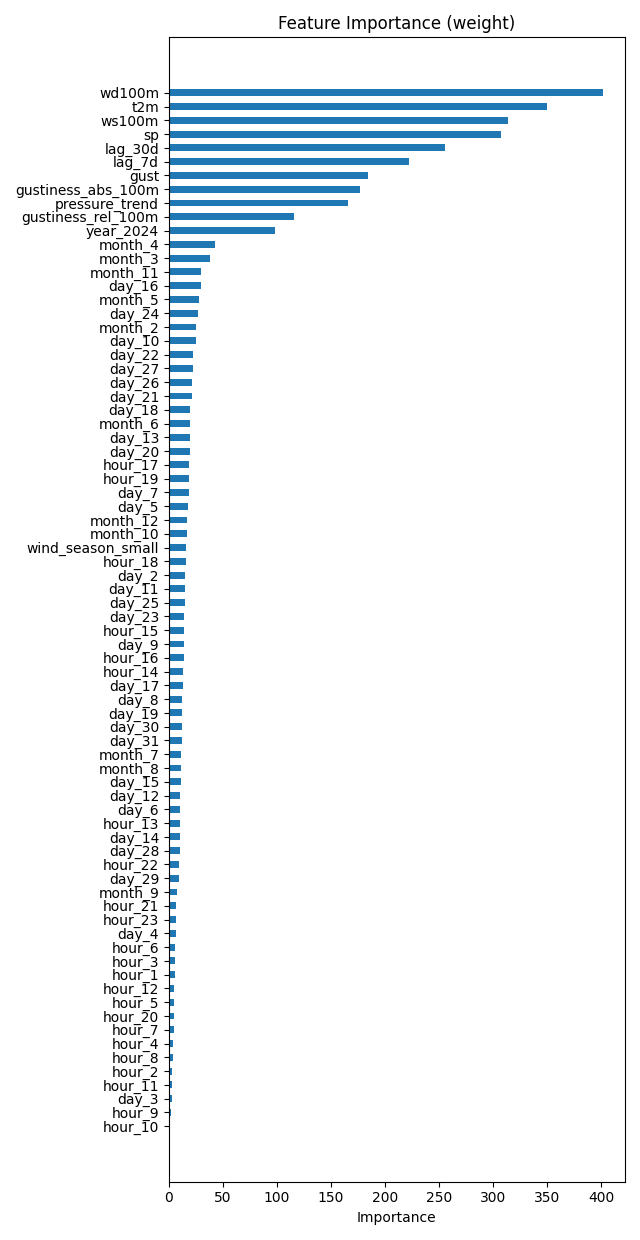 Feature Importance (weight)
wd100m
t2m
ws100m
sp
lag_30d
lag_7d
gust
gustiness_abs_100m
pressure_trend
gustiness_rel_100m
year_2024
month_4
month_3
month_11
day_16
month_5
day_24
month_2
day_10
day_22
day_27
day_26
day_21
day_18
month_6
day_13
day_20
hour_17
hour_19
day_7
day_5
month_12
month_10
wind_season_small
hour_18
day_2
day_11
day_25
day_23
hour_15
day_9
hour_16
hour_14
day_17
day_8
day_19
day_30
day_31
month_7
month_8
day_15
day_12
day_6
hour_13
day_14
day_28
hour_22
day_29
month_9
hour_21
hour_23
day_4
hour_6
hour_3
hour_1
hour_12
hour_5
hour_20
hour_7
hour_4
hour_8
hour_2
hour_11
day_3
hour_9
hour_10
0 50 100 150 200 250 300 350 400
Importance